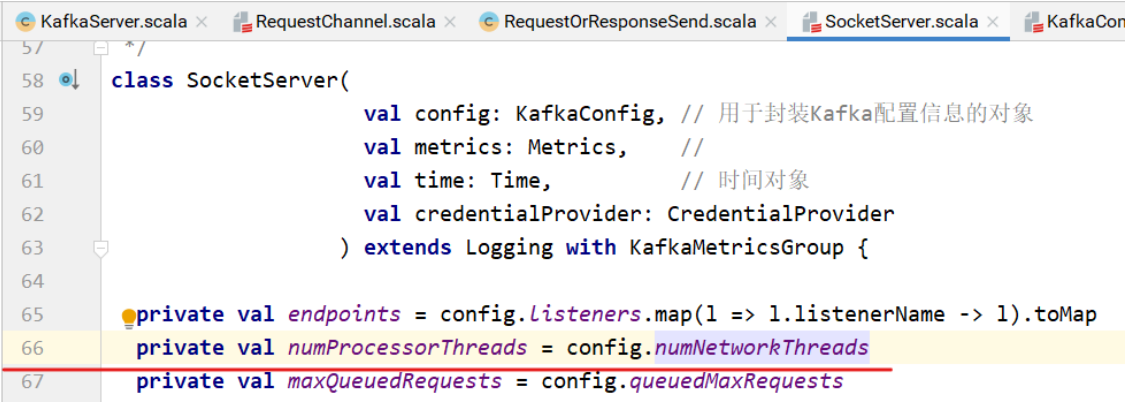 KafkaServer.scala × RequestChannel.scala × RequestOrResponseSend.scala × SocketServer.scala × KafkaCon
57 */
58 class SocketServer(
59 val config: KafkaConfig, // 用于封装Kafka配置信息的对象
60 val metrics: Metrics, //
61 val time: Time, // 时间对象
62 val credentialProvider: CredentialProvider
63 ) extends Logging with KafkaMetricsGroup {
64
65 private val endpoints = config.listeners.map(l => l.listenerName -> l).toMap
66 private val numProcessorThreads = config.numNetworkThreads
67 private val maxQueuedRequests = config.queuedMaxRequests